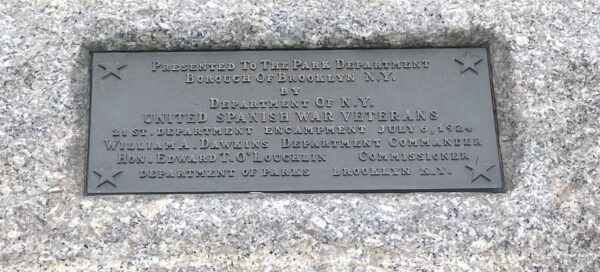 Presented To The Park Department
Borough Of Brooklyn N.Y.
BY
Department Of N.Y.
UNITED SPANISH WAR VETERANS
21 ST. DEPARTMENT ENCAMPMENT JULY 6, 1924
William A. Dawkins Department Commander
Hon. Edward T. O'Loughlin Commissioner
DEPARTMENT OF PARKS BROOKLYN N.Y.